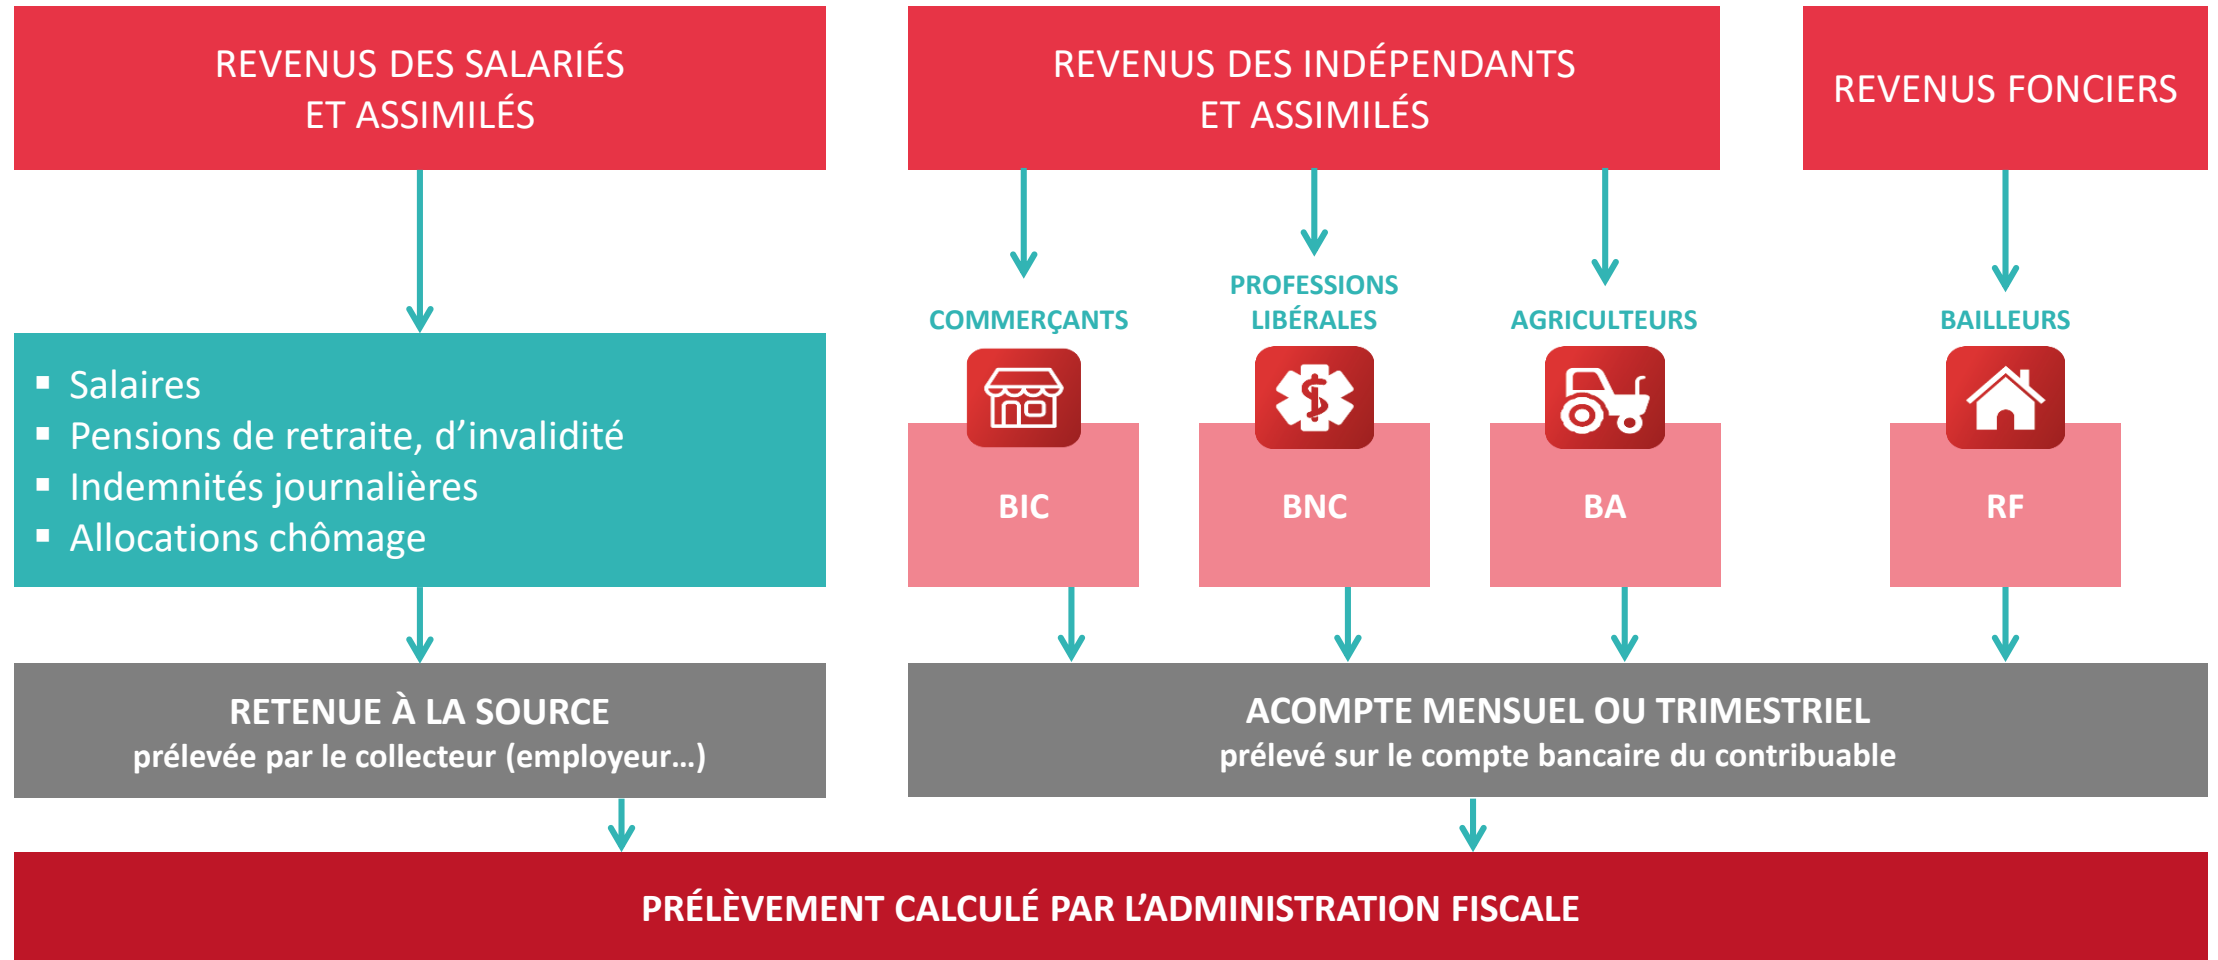 REVENUS DES SALARIÉS
ET ASSIMILÉS
REVENUS DES INDÉPENDANTS
ET ASSIMILÉS
REVENUS FONCIERS
▪ Salaires
▪ Pensions de retraite, d’invalidité
▪ Indemnités journalières
▪ Allocations chômage
COMMERÇANTS
BIC
PROFESSIONS
LIBÉRALES
BNC
AGRICULTEURS
BA
BAILLEURS
RF
RETENUE À LA SOURCE
prélevée par le collecteur (employeur…)
ACOMPTE MENSUEL OU TRIMESTRIEL
prélevé sur le compte bancaire du contribuable
PRÉLÈVEMENT CALCULÉ PAR L’ADMINISTRATION FISCALE